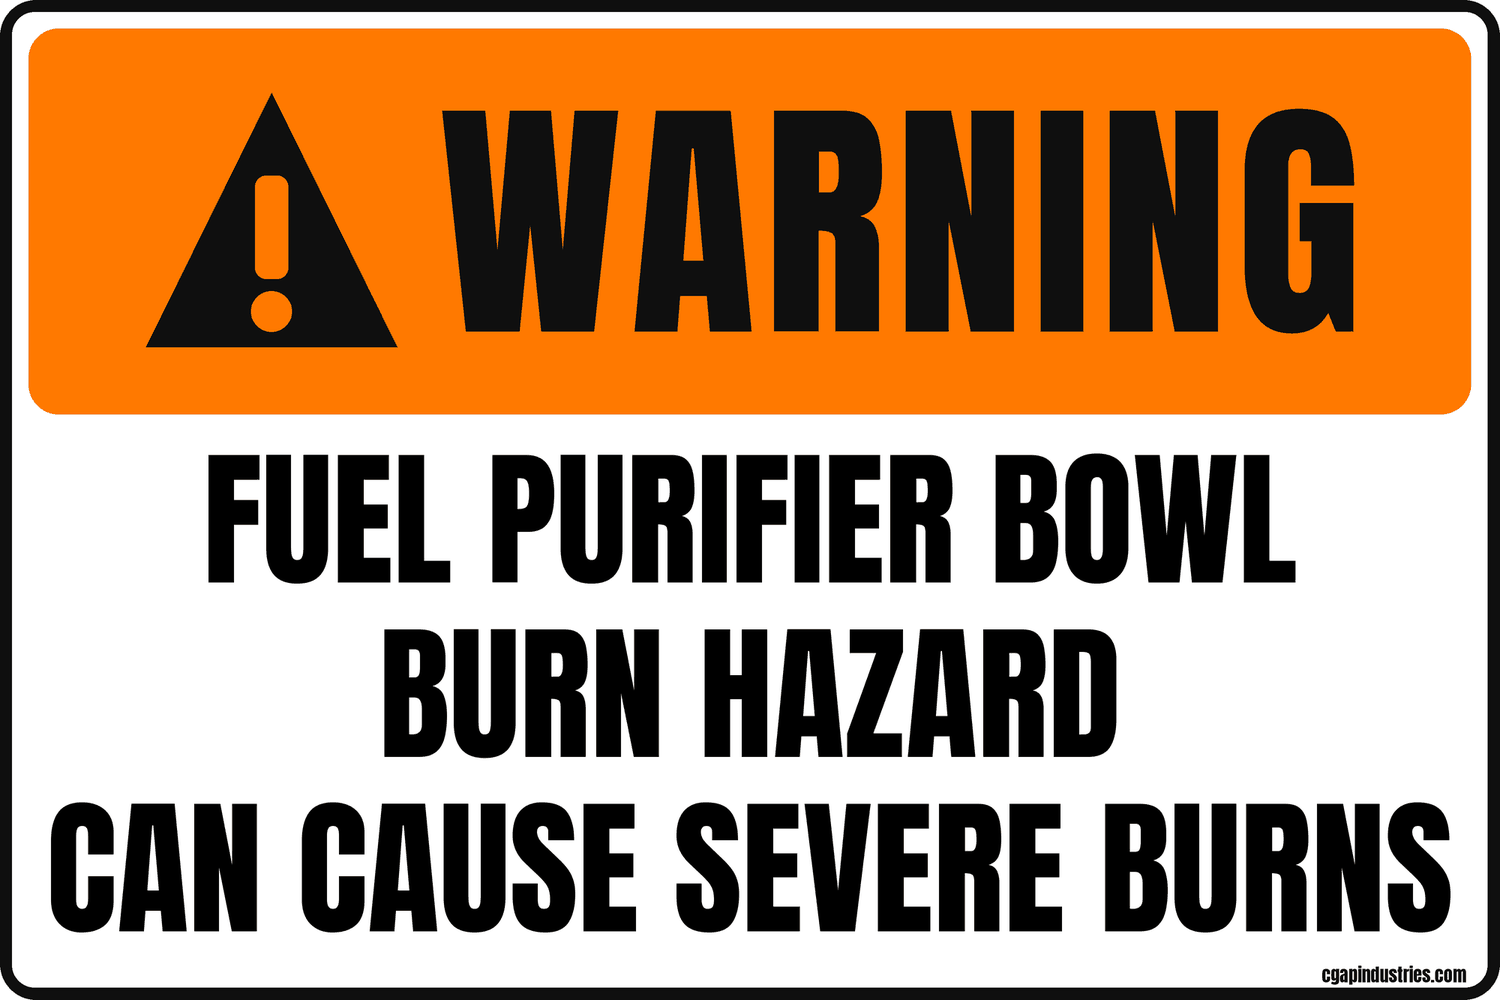 WARNING
FUEL PURIFIER BOWL
BURN HAZARD
CAN CAUSE SEVERE BURNS
cgapindustries.com